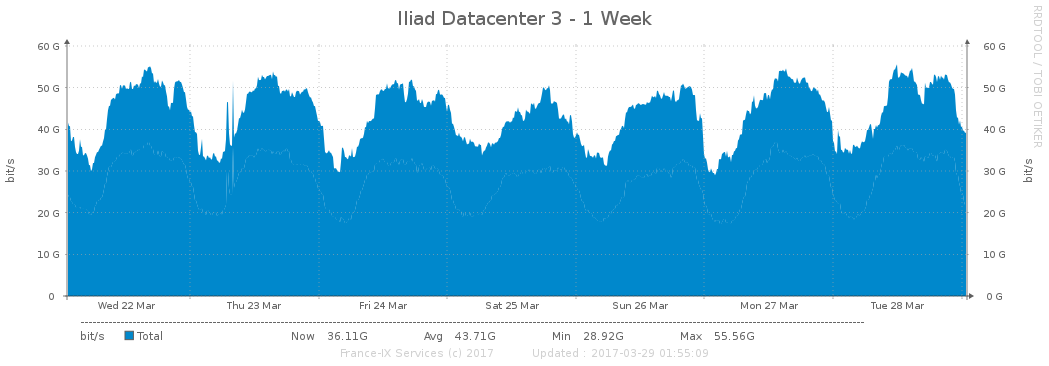 Iliad Datacenter 3 - 1 Week
RRDTOOL / TOBI OETIKER
60 G 60 G
50 G 50 G
40 G 40 G
30 G 30 G
20 G 20 G
10 G 10 G
0 0 G
bit/s bit/s
Wed 22 Mar Thu 23 Mar Fri 24 Mar Sat 25 Mar Sun 26 Mar Mon 27 Mar Tue 28 Mar
bit/s Total Now 36.11G Avg 43.71G Min 28.92G Max 55.56G
France-IX Services (c) 2017 Updated : 2017-03-29 01:55:09